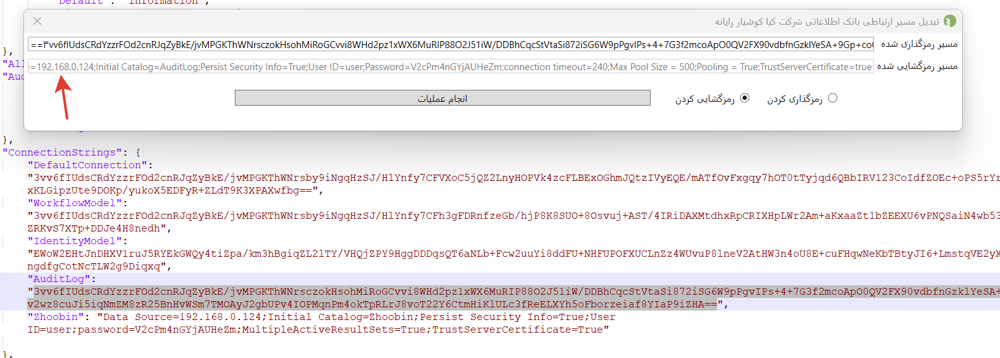 "Default": "Information",
تبدیل مسیر ارتباطی بانک اطلاعاتی شرکت کیا کوشیار رایانه
مسیر رمزگذاری شده
==۳vv6fIUdsCRdYzzrFOd2cnRJqZyBkE/jvMPGKThWNrsczokHsohMiRoGCvvi8WHd2pz1xWX6MuRIP88O2J51iW/DDBhCqcStVtaSi872iSG6W9pPgvIPs+4+7G3f2mcoApO0QV2FX90vdbfnGzklYeSA+9Gp+co
مسیر رمزگشایی شده
=192.168.0.124;Initial Catalog=AuditLog;Persist Security Info=True;User ID=user;Password=V2cPm4nGYjAUHeZm;connection timeout=240;Max Pool Size = 500;Pooling = True;TrustServerCertificate=true
رمزگذاری کردن
رمزگشایی کردن
انجام عملیات
},
"All
"Aud
},
"ConnectionStrings": {
"DefaultConnection":
"3vv6fIUdsCRdYzzrFOd2cnRJqZyBkE/jvMPGKThWNrsby9iNgqHzSJ/HlYnfy7CFVXoC5jQZ2LnyHOPVk4zcFLBExOGhmJQtzIVyEQE/mATfOvFxgqy7hOT0tTyjqd6QBbIRV123CoIdfZOEc+oPS5rYr
xKLGipzUte9DOKp/yukoX5EDFyR+ZLdT9K3XPAXwfbg==",
"WorkflowModel":
"3vv6fIUdsCRdYzzrFOd2cnRJqZyBkE/jvMPGKThWNrsby9iNgqHzSJ/HlYnfy7CFh3gFDRnfzeGb/hjP8K8SUO+8Osvuj+AST/4IRiDAXMtdhxRpCRIXHpLWr2Am+aKxaaZt1bZEEXU6vPNQSaiN4wb53
ZRKvS7XTp+DDJe4H8nedh",
"IdentityModel":
"EWoW2EHtJnDHXV1ruJ5RYEkGWQy4tiZpa/km3hBgiqZL2lTY/VHQjZPY9HggDDDqsQT6aNLb+Fcw2uuYi8ddFU+NHFUPOFXUCLnZz4WUvuP8lneV2AtHW3n4oU8E+cuFHqwNeKbTBtyJI6+LmstqVE2yX
ngdfgCotNcTLW2g9Diqxq",
"AuditLog":
"3vv6fIUdsCRdYzzrFOd2cnRJqZyBkE/jvMPGKThWNrsczokHsohMiRoGCvvi8WHd2pz1xWX6MuRIP88O2J51iW/DDBhCqcStVtaSi872iSG6W9pPgvIPs+4+7G3f2mcoApO0QV2FX90vdbfnGzklYeSA+
v2wz8cuJi5iqNmZM8zR25BnHvWSm7TMOAyJ2gbUPv4IOPMqnPm4okTpRLrJ8voT22Y6CtmHiKlULc3fReELXYh5oFborzeiaf8YIaP9iZHA==",
"Zhoobin": "Data Source=192.168.0.124;Initial Catalog=Zhoobin;Persist Security Info=True;User
ID=user;password=V2cPm4nGYjAUHeZm;MultipleActiveResultSets=True;TrustServerCertificate=True"
},